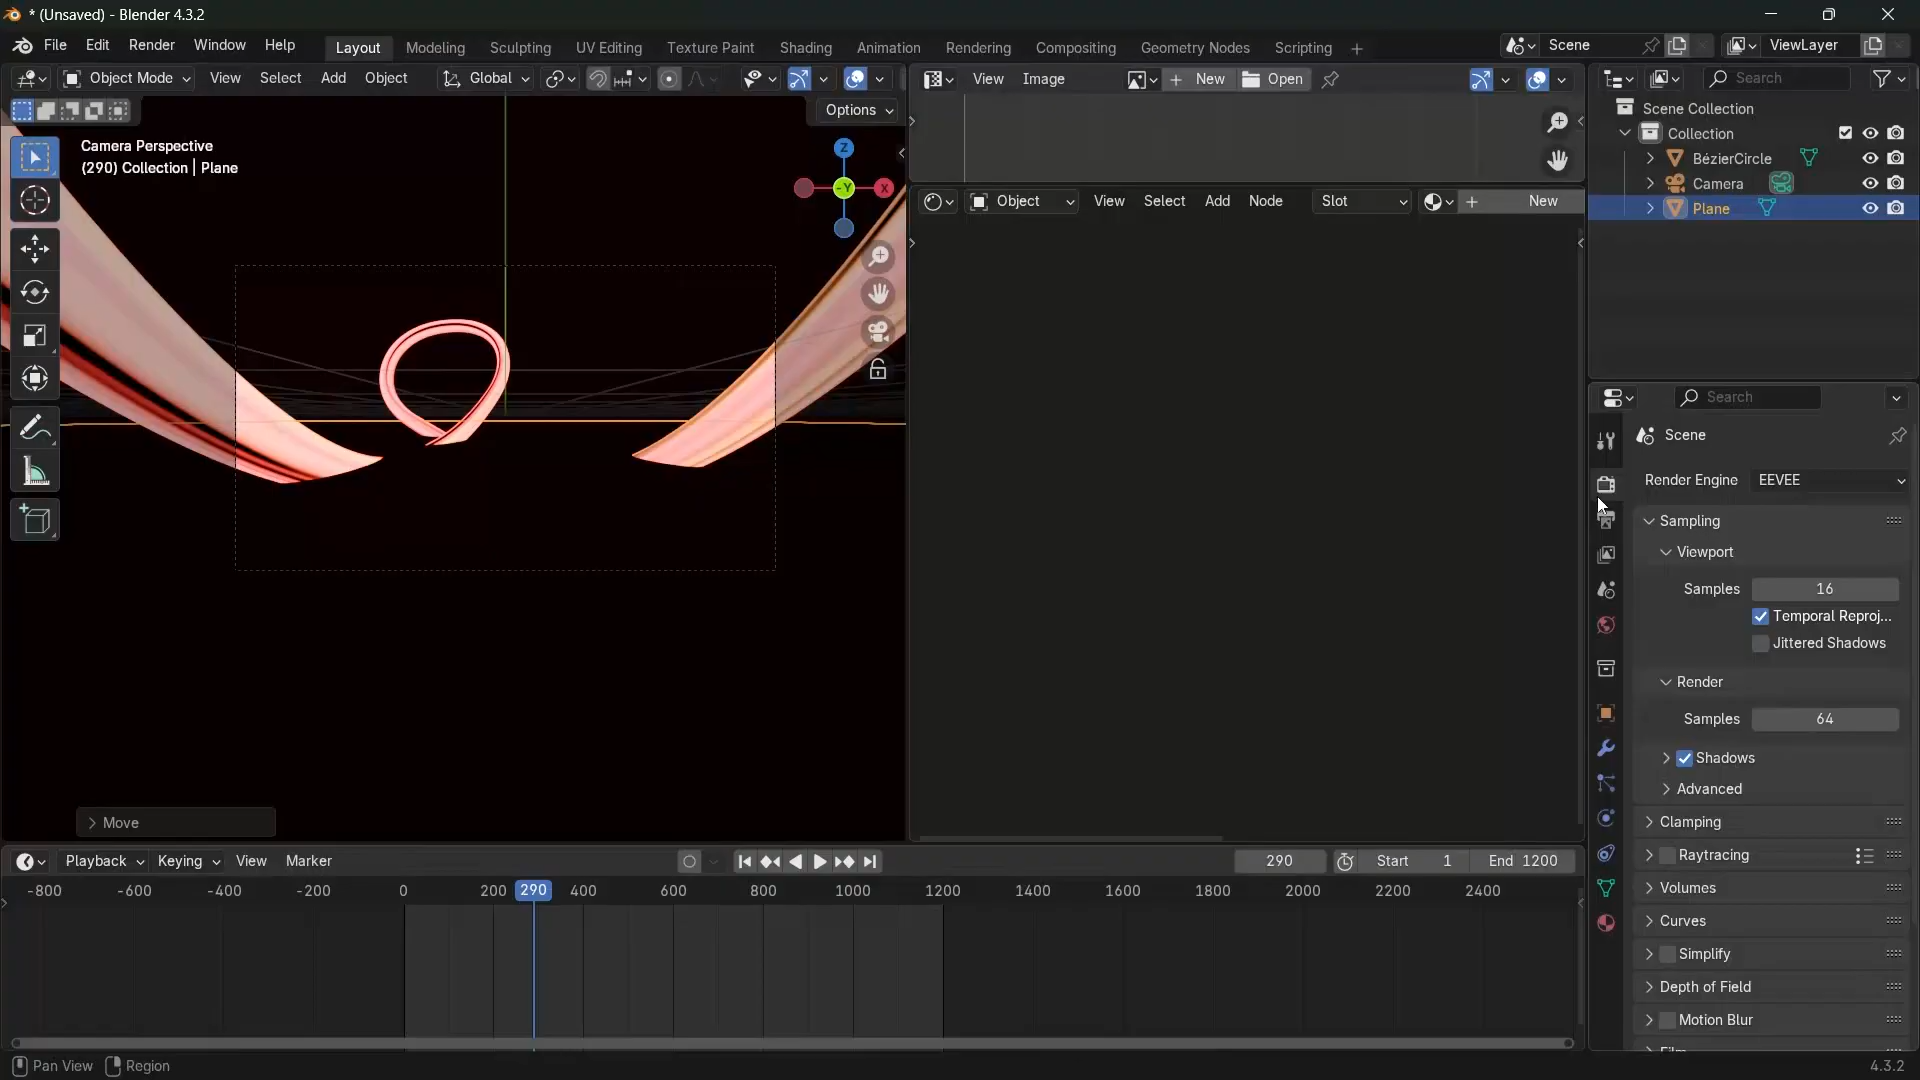 * (Unsaved) - Blender 4.3.2
File Edit Render Window Help Layout Modeling Sculpting UV Editing Texture Paint Shading Animation Rendering Compositing Geometry Nodes Scripting + Scene ViewLayer
Object Mode View Select Add Object Global
View Image + New Open
Search
Options
Camera Perspective
(290) Collection | Plane
Z
-Y
X
Object View Select Add Node Slot + New
Scene Collection
Collection
BézierCircle
Camera
Plane
Search
Scene
Render Engine EEVEE
Sampling
Viewport
Samples 16
Temporal Reproj...
Jittered Shadows
Render
Samples 64
Shadows
Advanced
Clamping
Raytracing
Volumes
Curves
Simplify
Depth of Field
Motion Blur
Move
Playback Keying View Marker 290 Start 1 End 1200
-800 -600 -400 -200 0 200 290 400 600 800 1000 1200 1400 1600 1800 2000 2200 2400
Pan View Region 4.3.2